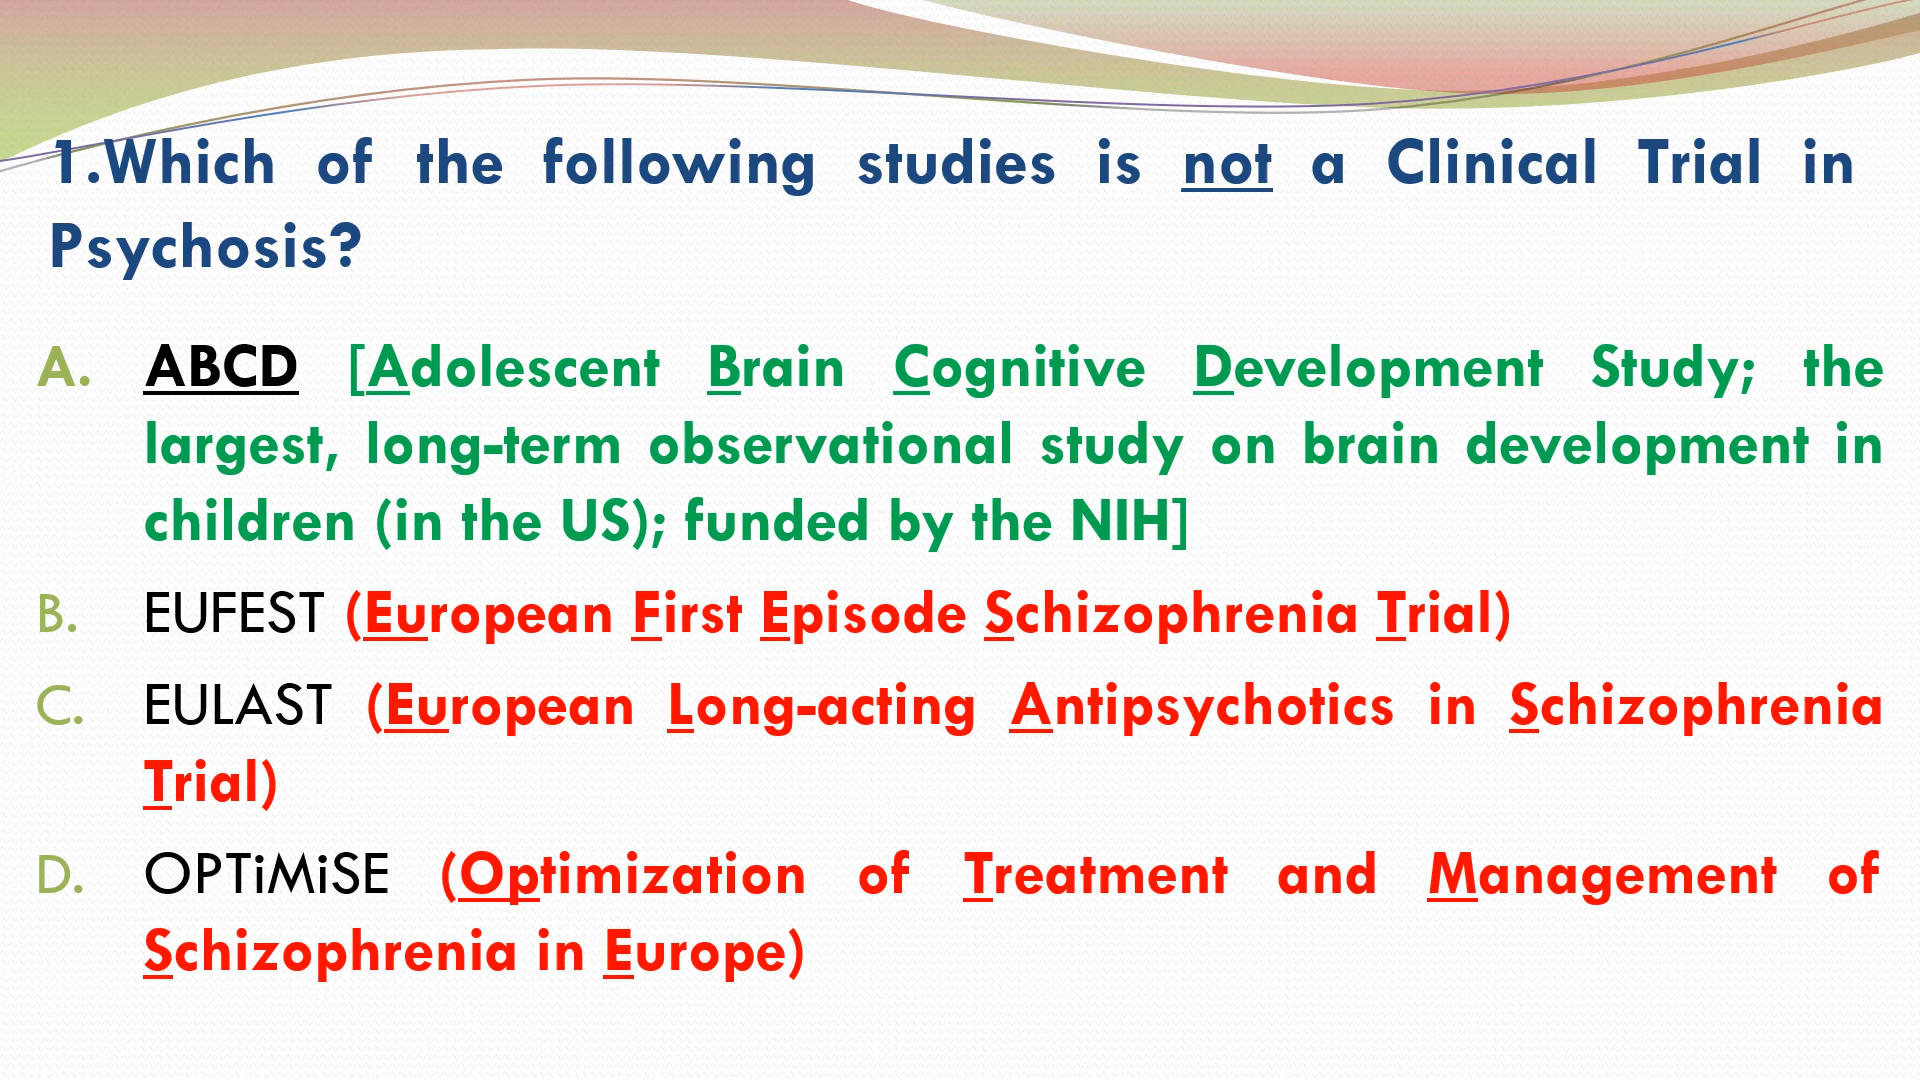 1.Which of the following studies is not a Clinical Trial in
Psychosis?
A. ABCD [Adolescent Brain Cognitive Development Study; the
largest, long-term observational study on brain development in
children (in the US); funded by the NIH]
B. EUFEST (European First Episode Schizophrenia Trial)
C. EULAST (European Long-acting Antipsychotics in Schizophrenia
Trial)
D. OPTiMiSE (Optimization of Treatment and Management of
Schizophrenia in Europe)